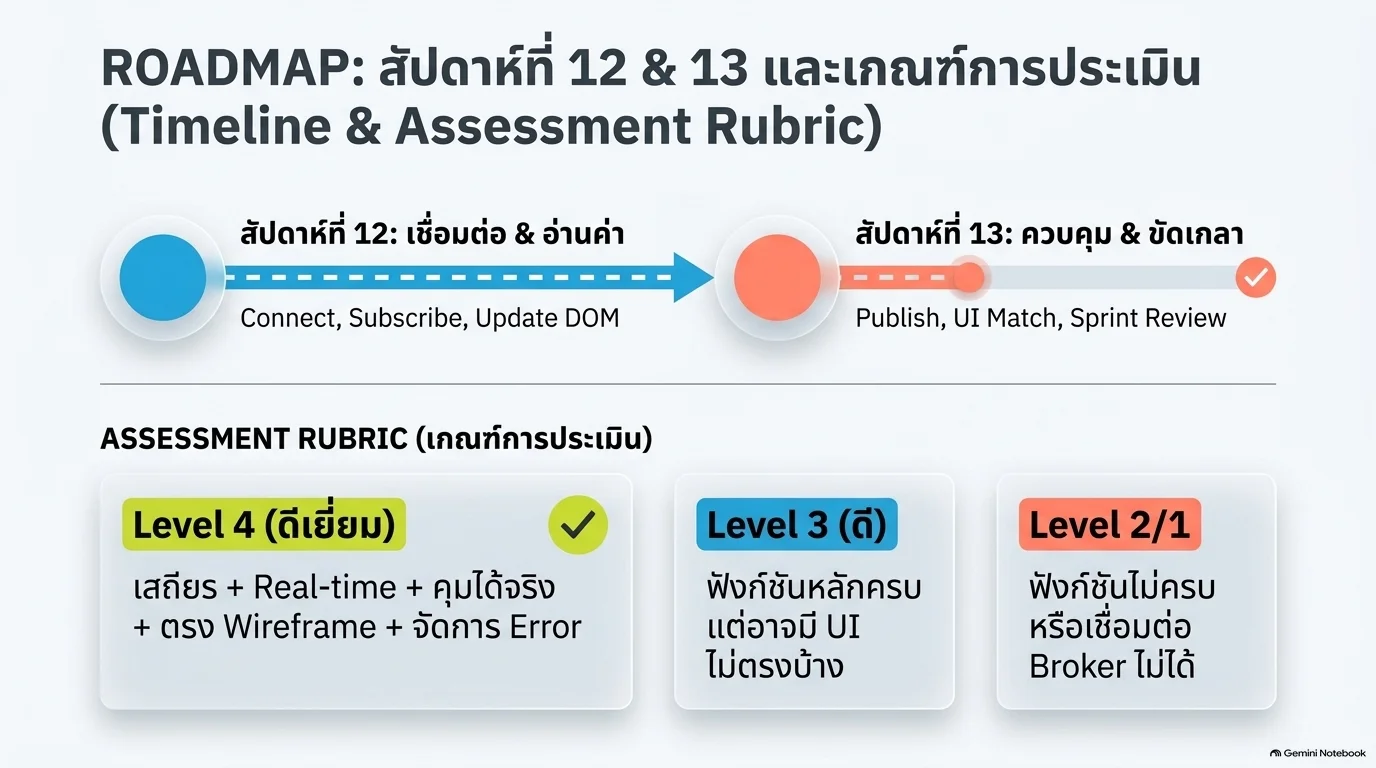 ROADMAP: สัปดาห์ที่ 12 & 13 และเกณฑ์การประเมิน
(Timeline & Assessment Rubric)
สัปดาห์ที่ 12: เชื่อมต่อ & อ่านค่า
Connect, Subscribe, Update DOM
สัปดาห์ที่ 13: ควบคุม & ขัดเกลา
Publish, UI Match, Sprint Review
ASSESSMENT RUBRIC (เกณฑ์การประเมิน)
Level 4 (ดีเยี่ยม)
เสถียร + Real-time + คุมได้จริง
+ ตรง Wireframe + จัดการ Error
Level 3 (ดี)
ฟังก์ชันหลักครบ
แต่อาจมี UI
ไม่ตรงบ้าง
Level 2/1
ฟังก์ชันไม่ครบ
หรือเชื่อมต่อ
Broker ไม่ได้
Gemini Notebook